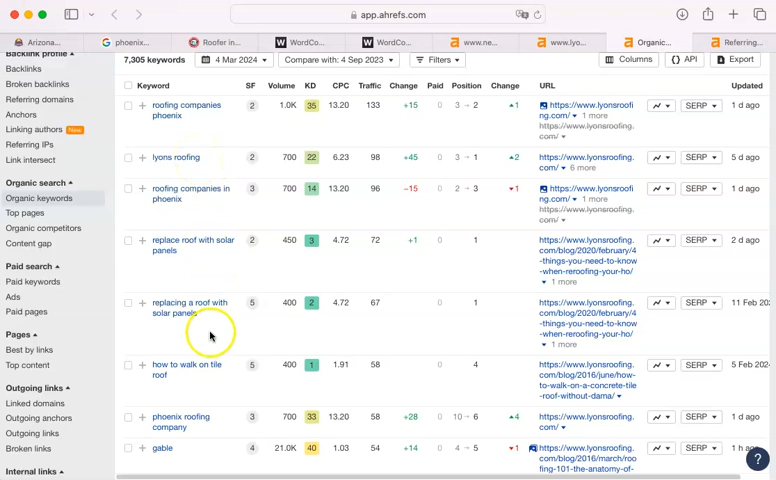 app.ahrefs.com
Arizona...
phoenix...
Roofer in...
WordCo...
WordCo...
www.ne...
www.lyo...
Organic...
Referring...
Backlink profile
Backlinks
Broken backlinks
Referring domains
Anchors
Linking authors New
Referring IPs
Link intersect
Organic search
Organic keywords
Top pages
Organic competitors
Content gap
Paid search
Paid keywords
Ads
Paid pages
Pages
Best by links
Top content
Outgoing links
Linked domains
Outgoing anchors
Outgoing links
Broken links
Internal links
7,305 keywords
4 Mar 2024
Compare with: 4 Sep 2023
Filters
Columns
API
Export
Keyword SF Volume KD CPC Traffic Change Paid Position Change URL Updated
roofing companies phoenix 2 1.0K 35 13.20 133 +15 0 3 → 2 1 https://www.lyonsroofi
ng.com/ 1 more
https://www.lyonsroofing.
com/ SERP 1 d ago
lyons roofing 2 700 22 6.23 98 +45 0 3 → 1 2 https://www.lyonsroofing.
com/ 6 more SERP 5 d ago
roofing companies in
phoenix 3 700 14 13.20 96 −15 0 2 → 3 1 https://www.lyonsroofi
ng.com/ 1 more
https://www.lyonsroofing.
com/ SERP 1 d ago
replace roof with solar
panels 2 450 3 4.72 72 +1 0 1 https://www.lyonsroofing.
com/blog/2020/february/4
-things-you-need-to-know
-when-reroofing-your-ho/
1 more SERP 2 d ago
replacing a roof with
solar panels 5 400 2 4.72 67 0 1 https://www.lyonsroofing.
com/blog/2020/february/4
-things-you-need-to-know
-when-reroofing-your-ho/
1 more SERP 11 Feb 202
how to walk on tile
roof 5 400 1 1.91 58 0 4 https://www.lyonsroofing.
com/blog/2016/june/how-
to-walk-on-a-concrete-tile
-roof-without-dama/ SERP 5 Feb 2024
phoenix roofing
company 3 700 33 13.20 58 +28 0 10 → 6 4 https://www.lyonsroofing.
com/ SERP 1 d ago
gable 4 21.0K 40 1.03 54 +14 0 4 → 5 1 https://www.lyonsroofing.
com/blog/2016/march/roo
fing-101-the-anatomy-of- SERP 1 h ago
?